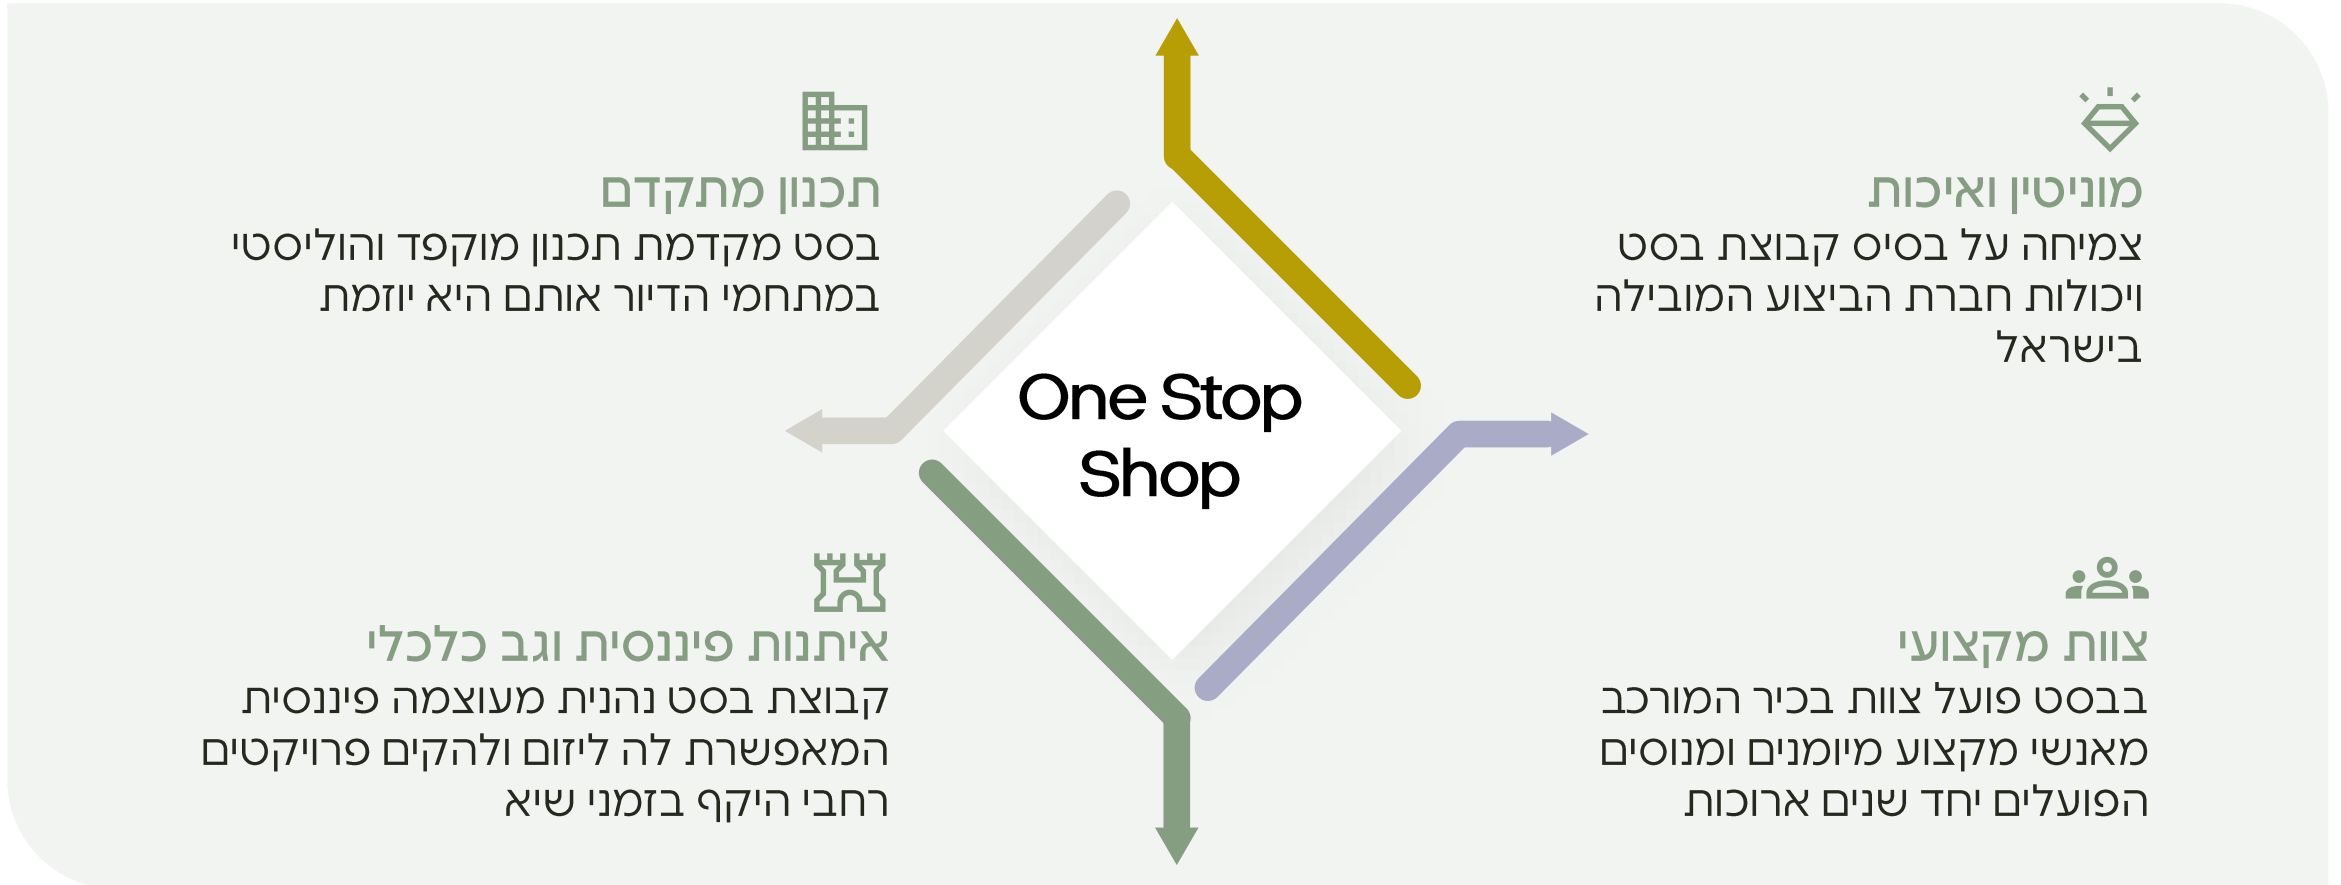 מוניטין ואיכות
צמיחה על בסיס קבוצת בסט
ויכולות חברת הביצוע המובילה
בישראל
תכנון מתקדם
בסט מקדמת תכנון מוקפד והוליסטי
במתחמי הדיור אותם היא יוזמת
One Stop
Shop
צוות מקצועי
בבסט פועל צוות בכיר המורכב
מאנשי מקצוע מיומנים ומנוסים
הפועלים יחד שנים ארוכות
איתנות פיננסית וגב כלכלי
קבוצת בסט נהנית מעוצמה פיננסית
המאפשרת לה ליזום ולהקים פרויקטים
רחבי היקף בזמני שיא